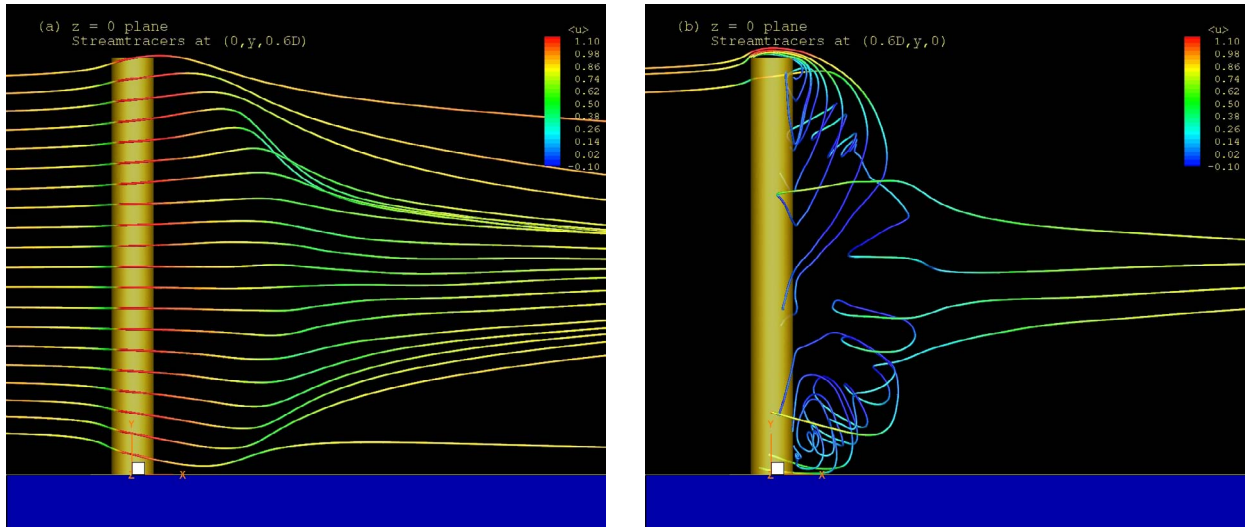 (a) z = 0 plane
Streamtracers at (0,y,0.6D)
<u>
1.10
0.98
0.86
0.74
0.62
0.50
0.38
0.26
0.14
0.02
-0.10
Y
Z
X
(b) z = 0 plane
Streamtracers at (0.6D,y,0)
<u>
1.10
0.98
0.86
0.74
0.62
0.50
0.38
0.26
0.14
0.02
-0.10
Y
Z
X